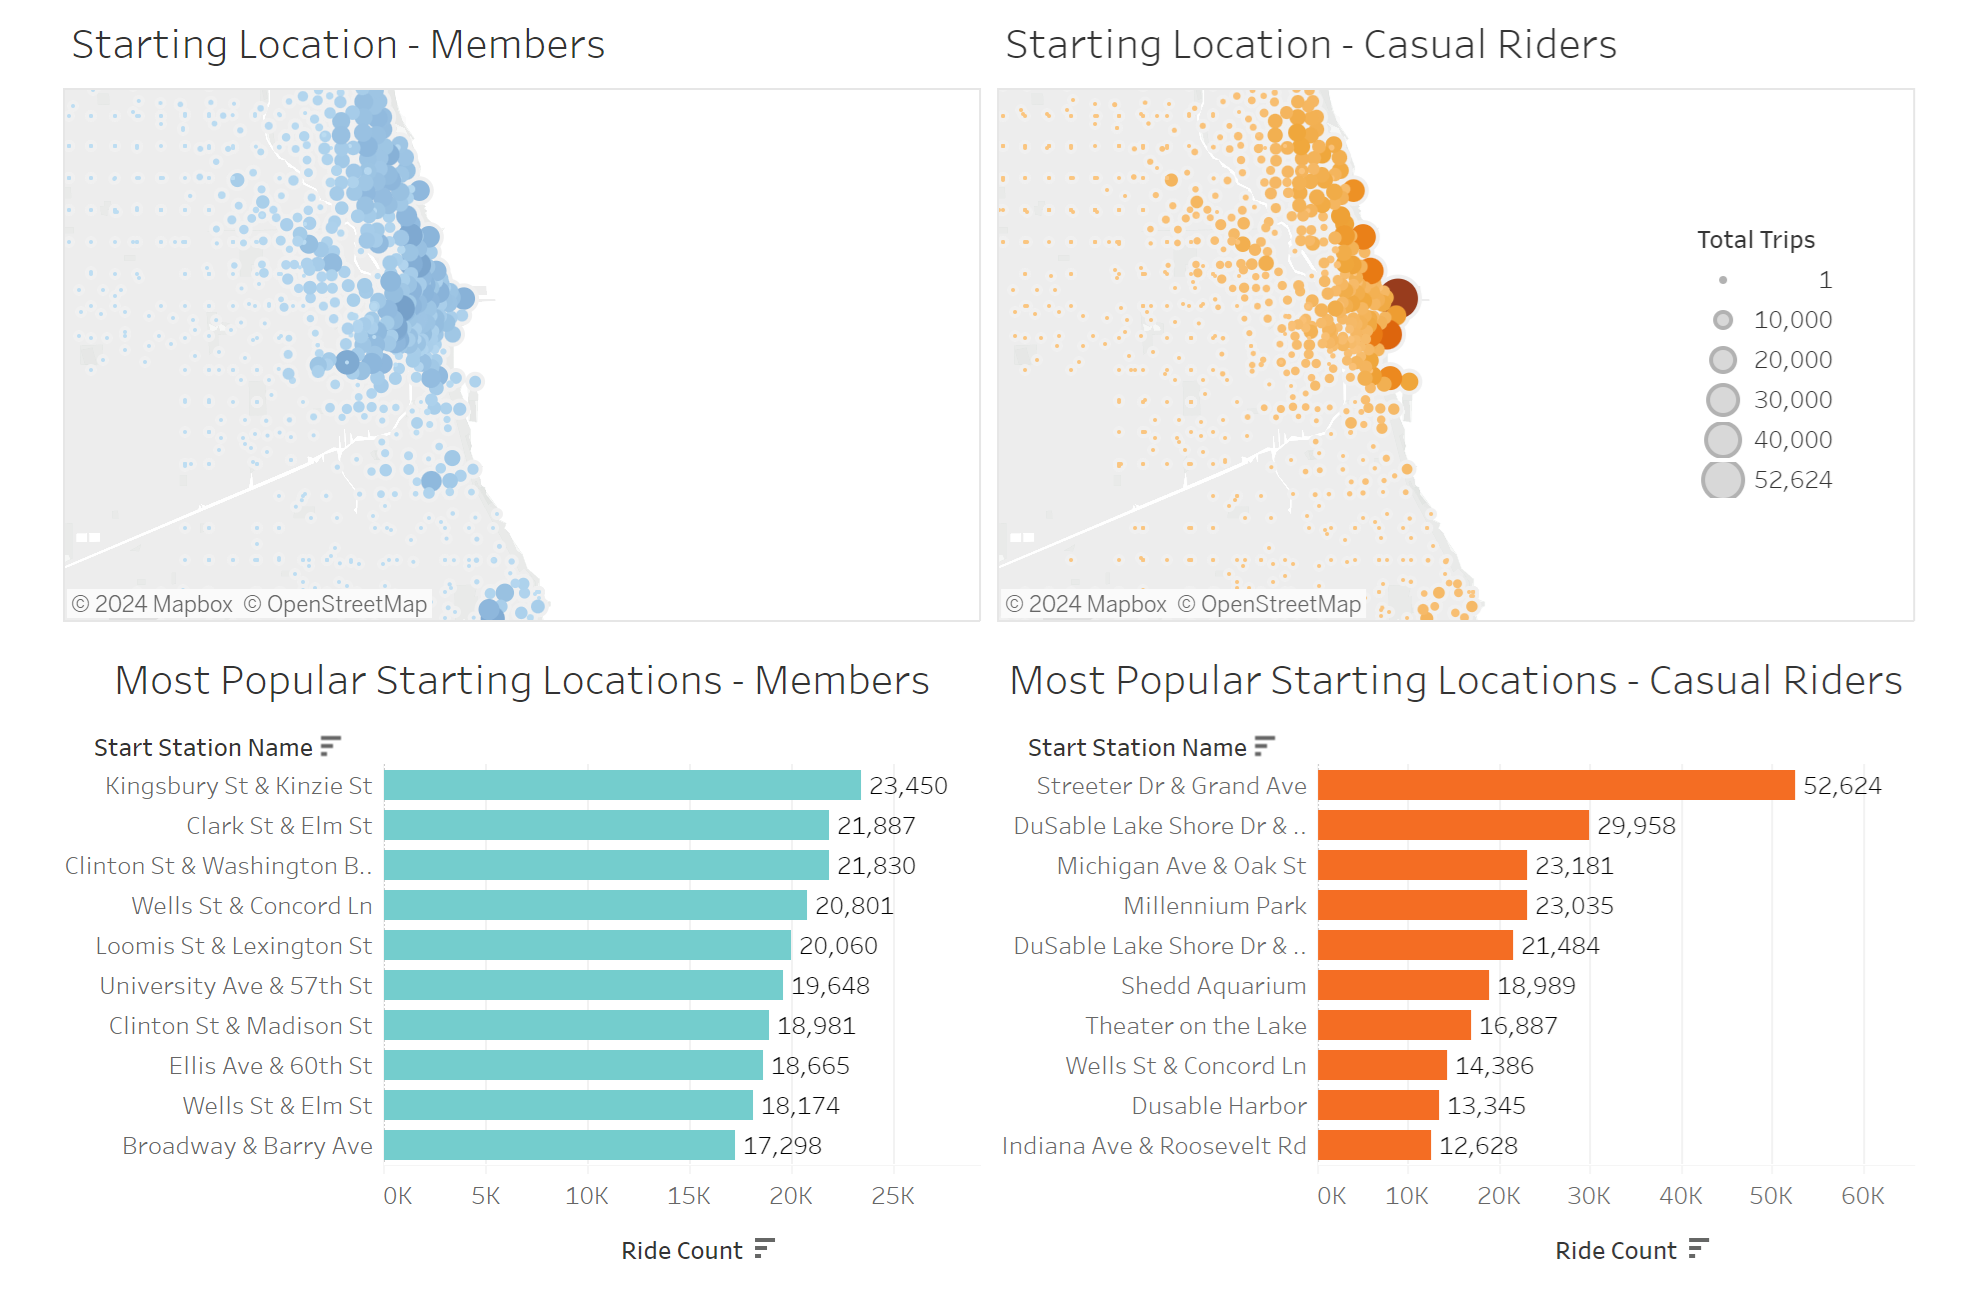 Starting Location - Members
Starting Location - Casual Riders
Total Trips
1
10,000
20,000
30,000
40,000
52,624
© 2024 Mapbox © OpenStreetMap
© 2024 Mapbox © OpenStreetMap
Most Popular Starting Locations - Members
Start Station Name
Kingsbury St & Kinzie St 23,450
Clark St & Elm St 21,887
Clinton St & Washington B.. 21,830
Wells St & Concord Ln 20,801
Loomis St & Lexington St 20,060
University Ave & 57th St 19,648
Clinton St & Madison St 18,981
Ellis Ave & 60th St 18,665
Wells St & Elm St 18,174
Broadway & Barry Ave 17,298
0K 5K 10K 15K 20K 25K
Ride Count
Most Popular Starting Locations - Casual Riders
Start Station Name
Streeter Dr & Grand Ave 52,624
DuSable Lake Shore Dr & .. 29,958
Michigan Ave & Oak St 23,181
Millennium Park 23,035
DuSable Lake Shore Dr & .. 21,484
Shedd Aquarium 18,989
Theater on the Lake 16,887
Wells St & Concord Ln 14,386
Dusable Harbor 13,345
Indiana Ave & Roosevelt Rd 12,628
0K 10K 20K 30K 40K 50K 60K
Ride Count